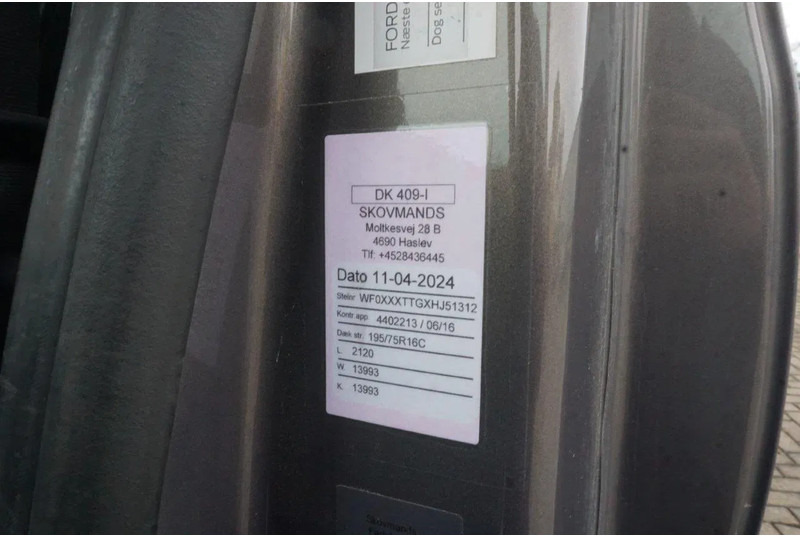 FORD
Næste
Dog se
DK 409-I
SKOVMANDS
Moltkesvej 28 B
4690 Haslev
Tlf: +4528436445
Dato 11-04-2024
Stelnr WF0XXXTTGXHJ51312
Kontr.app. 4402213 / 06/16
Dæk str. 195/75R16C
L. 2120
W. 13993
K. 13993
Skovmands